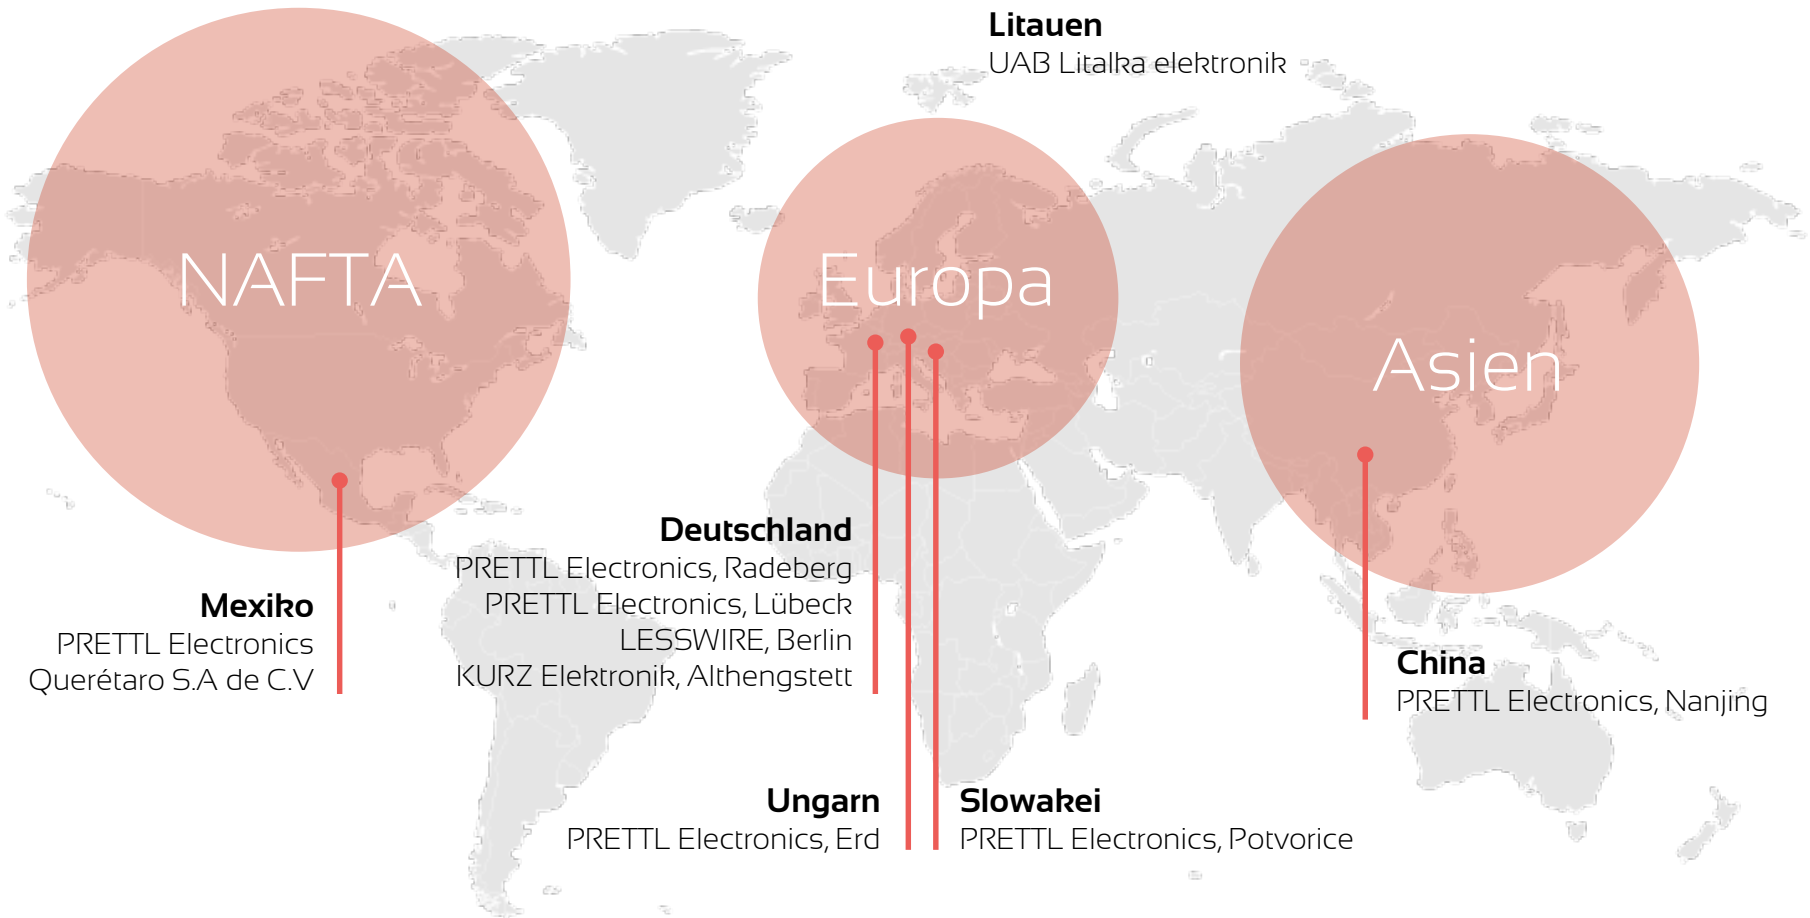 Litauen
UAB Litalka elektronik
NAFTA
Europa
Asien
Deutschland
PRETTL Electronics, Radeberg
PRETTL Electronics, Lübeck
LESSWIRE, Berlin
KURZ Elektronik, Althengstett
Mexiko
PRETTL Electronics
Querétaro S.A de C.V
China
PRETTL Electronics, Nanjing
Ungarn
PRETTL Electronics, Erd
Slowakei
PRETTL Electronics, Potvorice